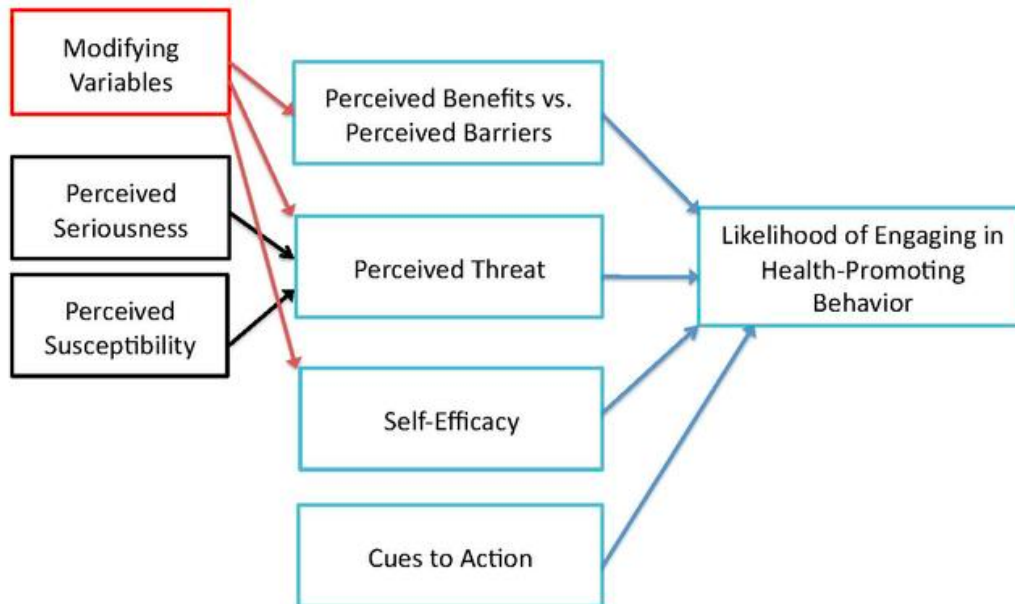 Modifying
Variables
Perceived Benefits vs.
Perceived Barriers
Perceived
Seriousness
Perceived Threat
Likelihood of Engaging in
Health-Promoting
Behavior
Perceived
Susceptibility
Self-Efficacy
Cues to Action